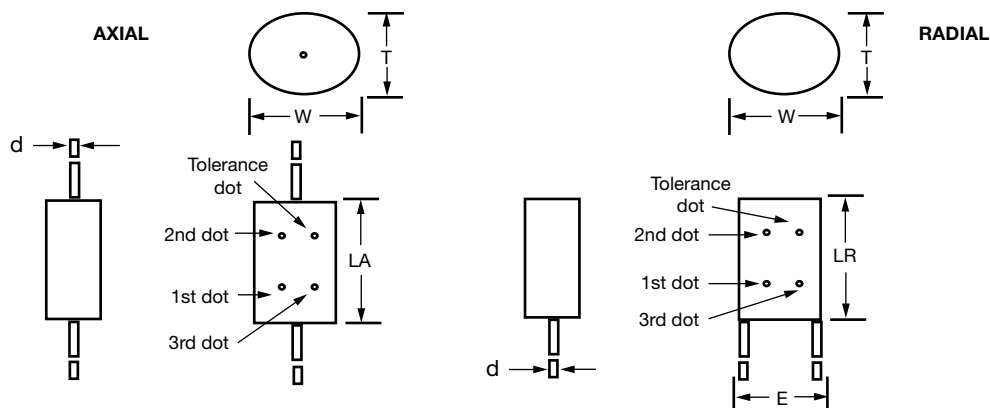 AXIAL
T
W
d
Tolerance
dot
2nd dot
1st dot
3rd dot
LA
RADIAL
T
W
Tolerance
dot
2nd dot
1st dot
3rd dot
LR
d
E